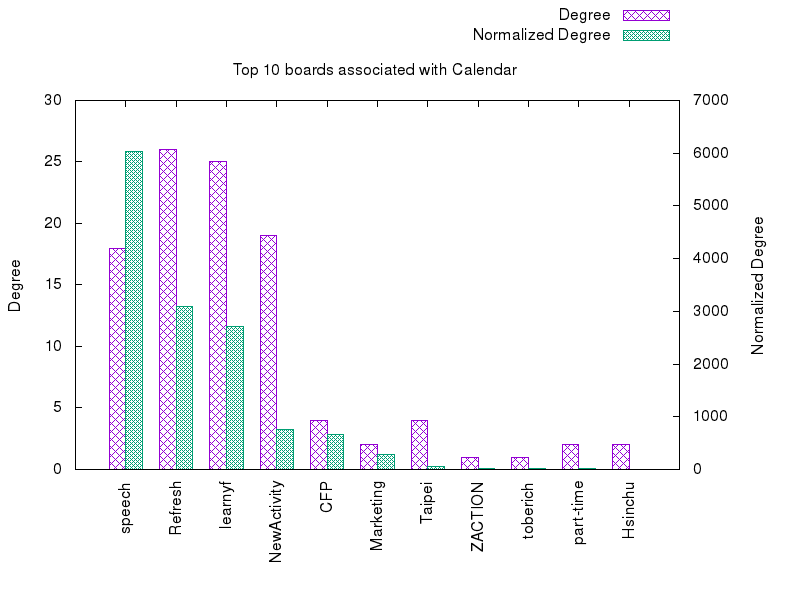 Degree
Normalized Degree
Top 10 boards associated with Calendar
30
25
20
15
10
5
0
7000
6000
5000
4000
3000
2000
1000
0
Degree
Normalized Degree
speech
Refresh
learnyf
NewActivity
CFP
Marketing
Taipei
ZACTION
toberich
part-time
Hsinchu